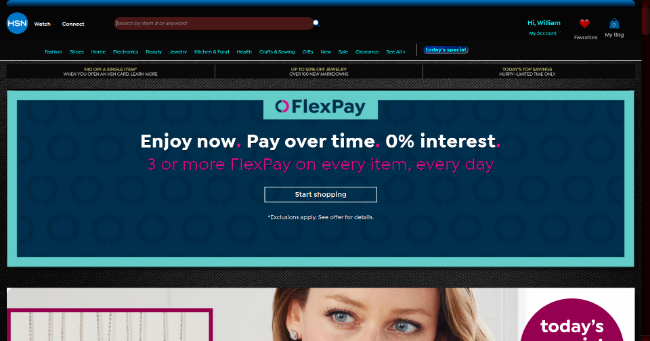 HSN
Watch
Connect
Search by item # or keyword
Hi, William
My Account
Favorites
0
My Bag
Fashion Shoes Home Electronics Beauty Jewelry Kitchen & Food Health Crafts & Sewing Gifts New Sale Clearance See All
today's special
$40 OFF A SINGLE ITEM*
WHEN YOU OPEN AN HSN CARD. LEARN MORE
UP TO 50% OFF JEWELRY
OVER 100 NEW MARKDOWNS
TODAY'S TOP SAVINGS
HURRY–LIMITED TIME ONLY
FlexPay
Enjoy now. Pay over time. 0% interest.
3 or more FlexPay on every item, every day
Start shopping
*Exclusions apply. See offer for details.
today's